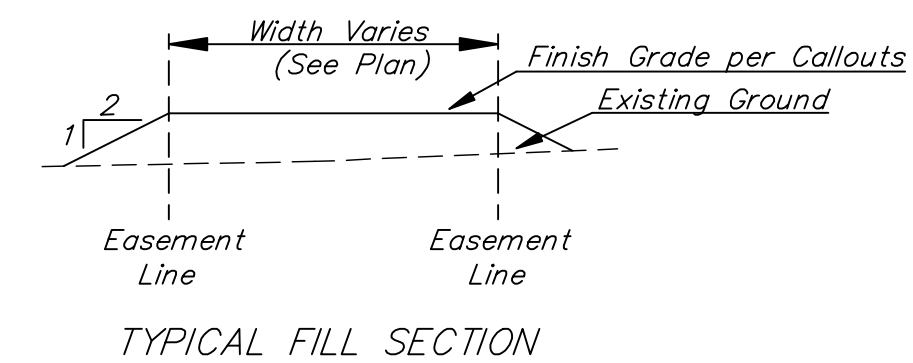 Width Varies
(See Plan)
Finish Grade per Callouts
Existing Ground
2
1
Easement
Line
Easement
Line
TYPICAL FILL SECTION